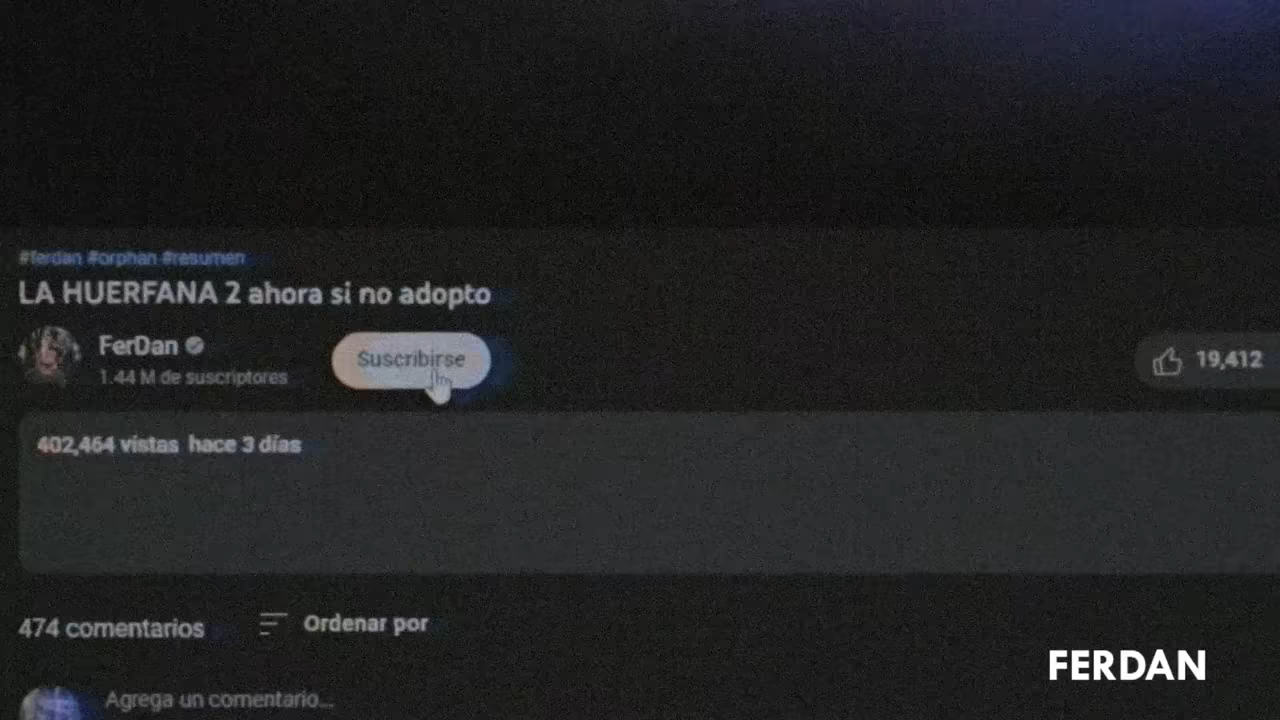 #ferdan #orphan #resumen
LA HUERFANA 2 ahora si no adopto
FerDan
1.44 M de suscriptores
Suscribirse
19,412
402,464 vistas hace 3 días
474 comentarios
Ordenar por
Agrega un comentario...
FERDAN